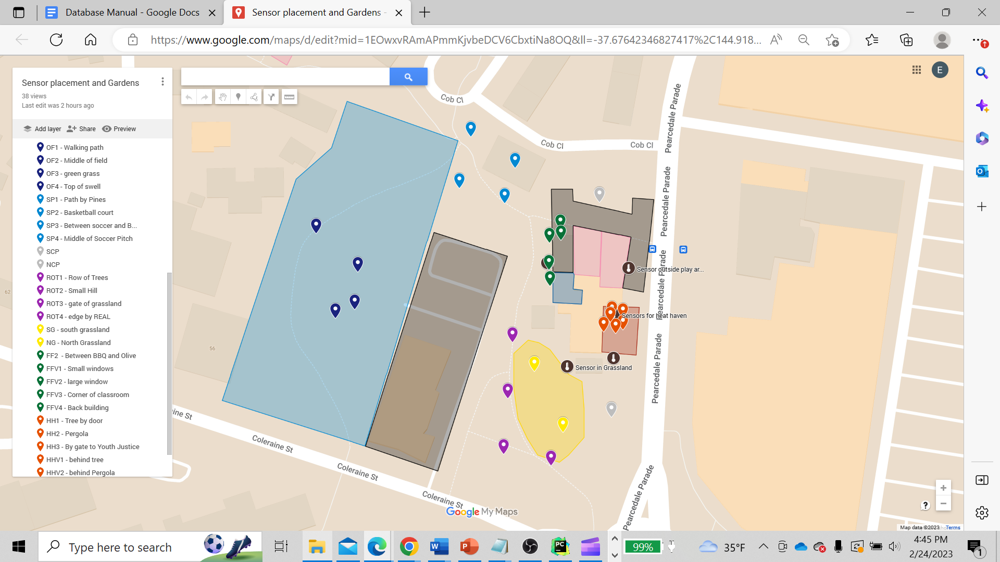 Database Manual - Google Docs
Sensor placement and Gardens -
https://www.google.com/maps/d/edit?mid=1EOwxvRAmAPmmKjvbeDCV6CbxtiNa8OQ&ll=-37.67642346827417%2C144.918...
Sensor placement and Gardens
38 views
Last edit was 2 hours ago
Add layer
Share
Preview
OF1 - Walking path
OF2 - Middle of field
OF3 - green grass
OF4 - Top of swell
SP1 - Path by Pines
SP2 - Basketball court
SP3 - Between soccer and B...
SP4 - Middle of Soccer Pitch
SCP
NCP
ROT1 - Row of Trees
ROT2 - Small Hill
ROT3 - gate of grassland
ROT4 - edge by REAL
SG - south grassland
NG - North Grassland
FF2 - Between BBQ and Olive
FFV1 - Small windows
FFV2 - large window
FFV3 - Corner of classroom
FFV4 - Back building
HH1 - Tree by door
HH2 - Pergola
HH3 - By gate to Youth Justice
HHV1 - behind tree
HHV2 - behind Pergola
E
Cob Cl
Cob Cl
Cob Cl
Pearcedale Parade
Pearcedale Parade
Pearcedale Parade
Pearcedale Parade
Pearcedale Parade
Sensor outside play ar...
Sensors for heat haven
Sensor in Grassland
62
56
aine St
Coleraine St
Coleraine St
Coleraine St
Google My Maps
Map data ©2023
Terms
Type here to search
99%
35°F
4:45 PM
2/24/2023
1